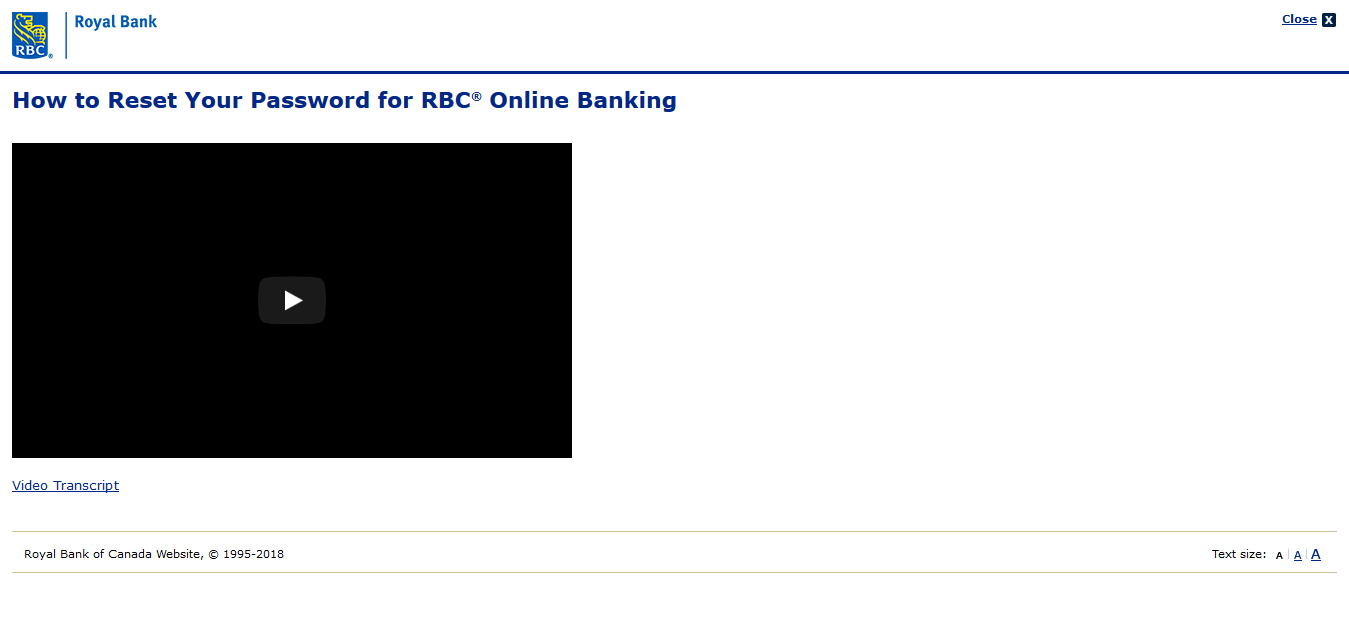 RBC®
Royal Bank
Close X
How to Reset Your Password for RBC® Online Banking
Video Transcript
Royal Bank of Canada Website, © 1995-2018
Text size: A | A | A